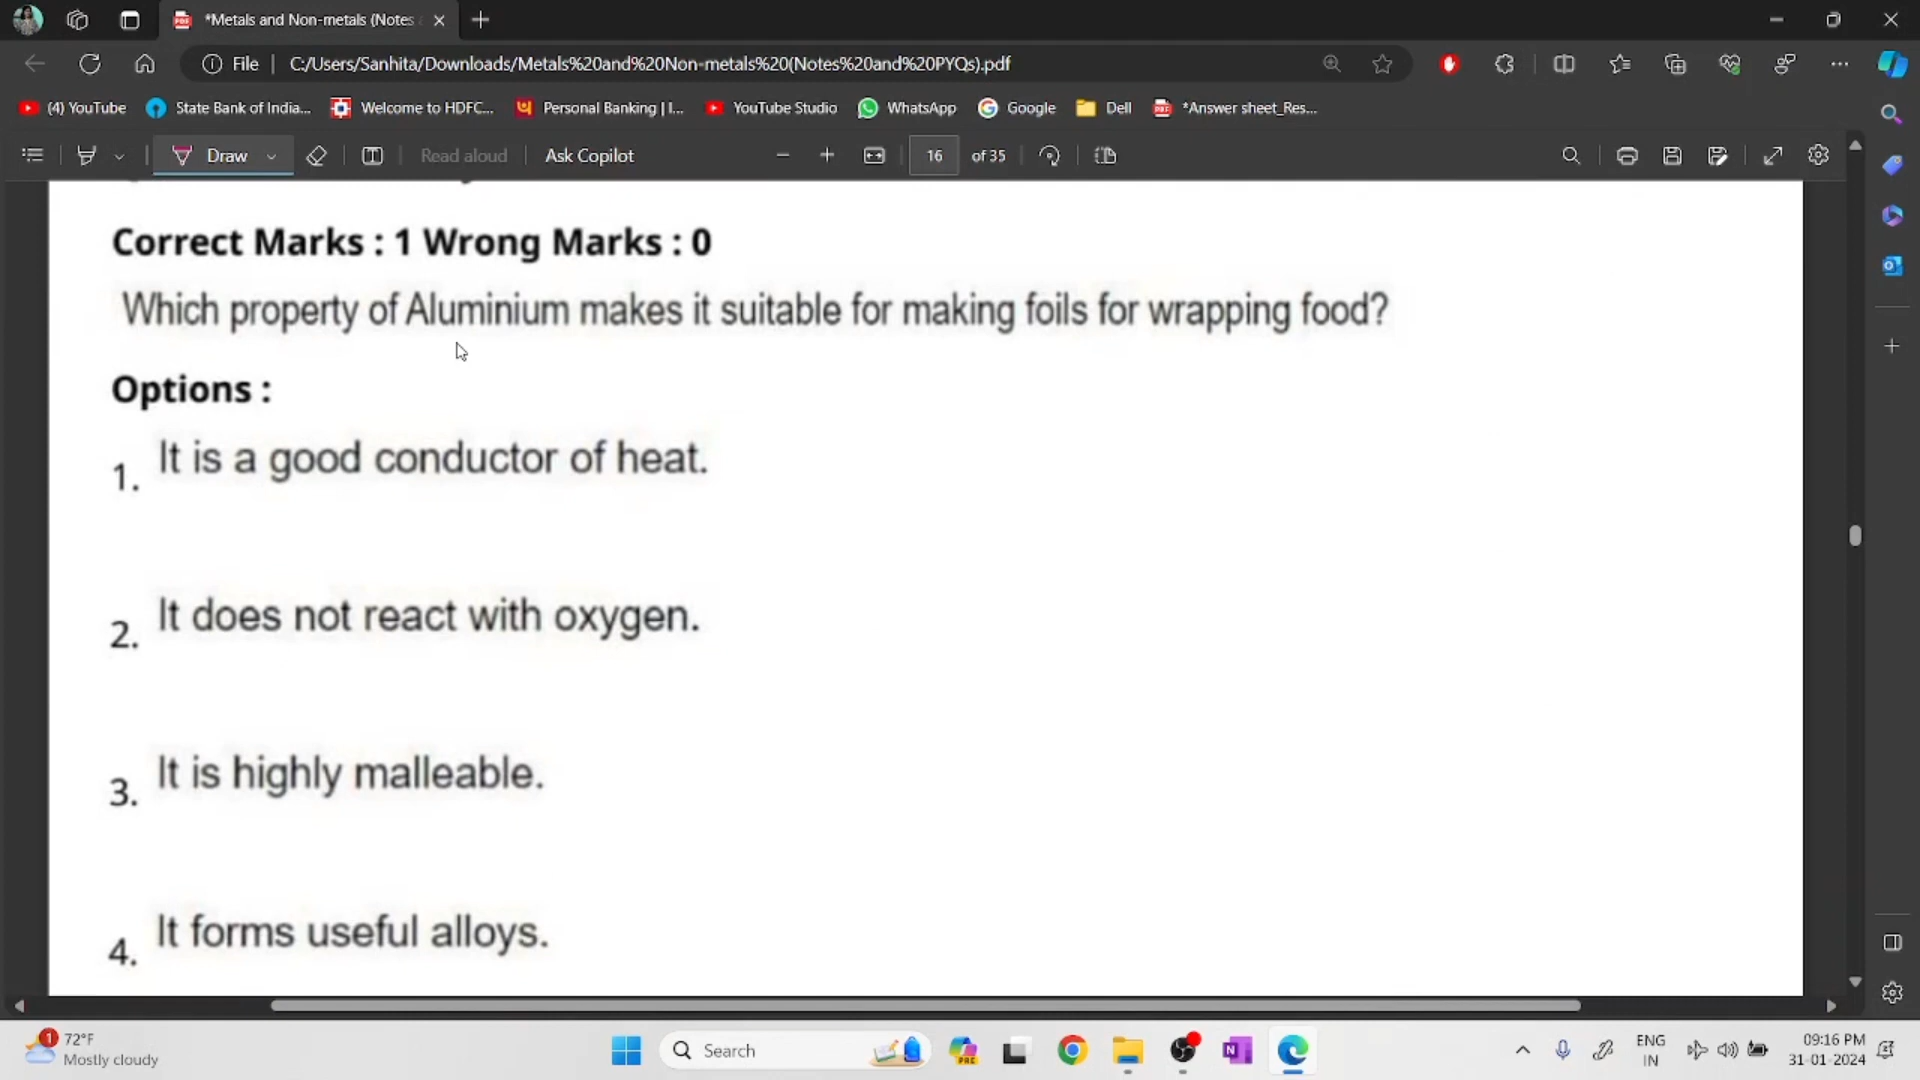 *Metals and Non-metals (Notes
File
C:/Users/Sanhita/Downloads/Metals%20and%20Non-metals%20(Notes%20and%20PYQs).pdf
(4) YouTube
State Bank of India...
Welcome to HDFC...
Personal Banking | I...
YouTube Studio
WhatsApp
Google
Dell
*Answer sheet_Res...
Draw
Read aloud
Ask Copilot
16
of 35
Correct Marks : 1 Wrong Marks : 0
Which property of Aluminium makes it suitable for making foils for wrapping food?
Options :
1. It is a good conductor of heat.
2. It does not react with oxygen.
3. It is highly malleable.
4. It forms useful alloys.
1
72°F
Mostly cloudy
Search
PRE
ENG
IN
09:16 PM
31-01-2024